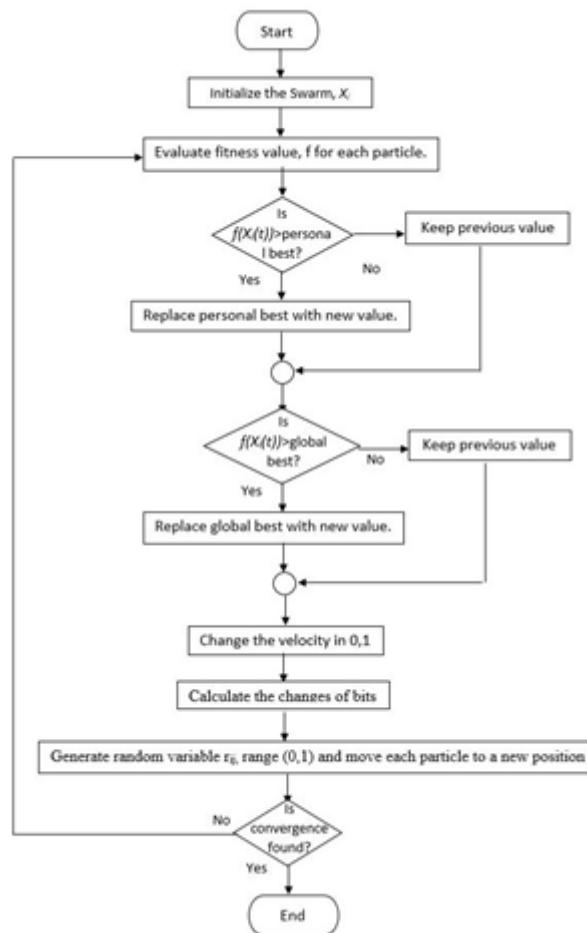 Start
Initialize the Swarm, Xi
Evaluate fitness value, f for each particle.
Is
f(Xi(t))>persona
l best?
Keep previous value
No
Yes
Replace personal best with new value.
Is
f(Xi(t))>global
best?
Keep previous value
No
Yes
Replace global best with new value.
Change the velocity in 0,1
Calculate the changes of bits
Generate random variable rij, range (0,1) and move each particle to a new position
Is
convergence
found?
No
Yes
End